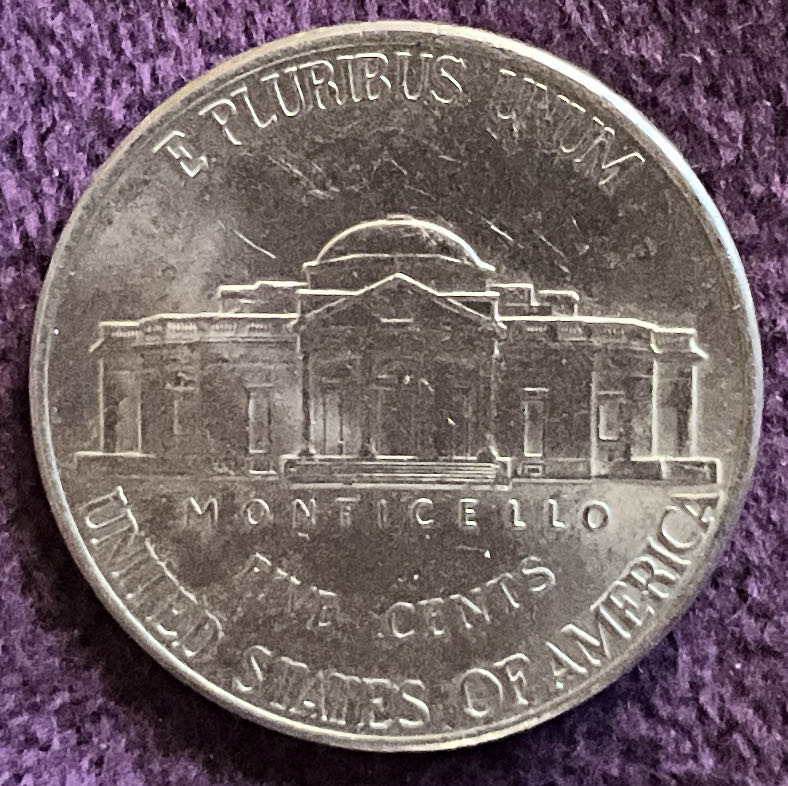 E PLURIBUS UNUM
MONTICELLO
FIVE CENTS
UNITED STATES OF AMERICA